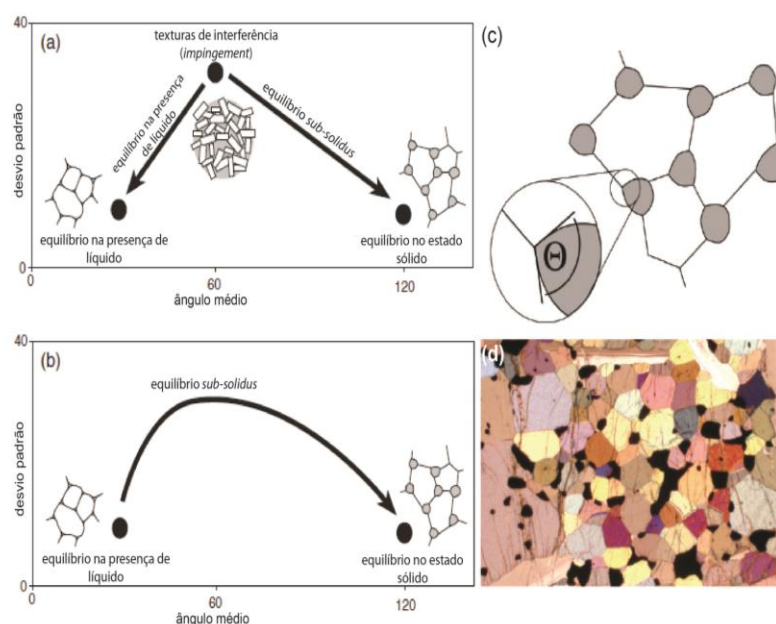 (a)
40
texturas de interferência
(impingement)
equilíbrio na presença
de líquido
equilíbrio sub-solidus
desvio padrão
equilíbrio na presença de
líquido
equilíbrio no estado
sólido
0
0
60
120
ângulo médio
(b)
40
equilíbrio sub-solidus
desvio padrão
equilíbrio na presença de
líquido
equilíbrio no estado
sólido
0
0
60
120
ângulo médio
(c)
Θ
(d)